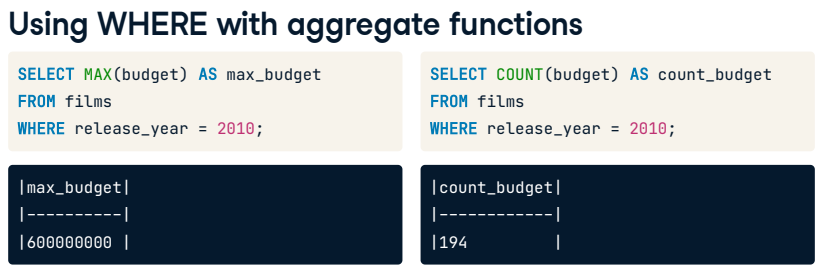 Using WHERE with aggregate functions
SELECT MAX(budget) AS max_budget
FROM films
WHERE release_year = 2010;
|max_budget|
|----------|
|600000000 |
SELECT COUNT(budget) AS count_budget
FROM films
WHERE release_year = 2010;
|count_budget|
|------------|
|194         |